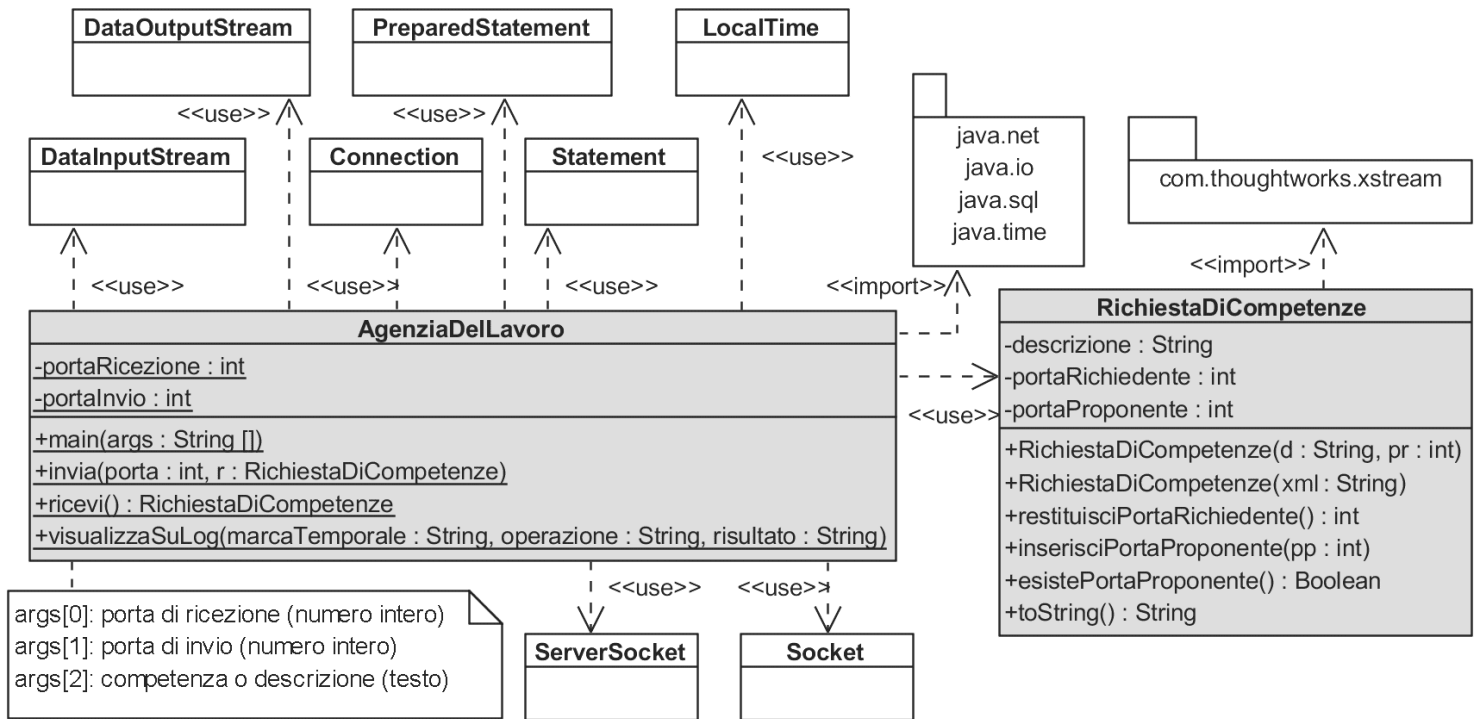 DataOutputStream
PreparedStatement
LocalTime
<<use>>
<<use>>
<<use>>
DataInputStream
Connection
Statement
<<use>>
<<use>>
<<use>>
java.net
java.io
java.sql
java.time
com.thoughtworks.xstream
<<import>>
<<import>>
AgenziaDelLavoro
-portaRicezione : int
-portaInvio : int
+main(args : String [])
+invia(porta : int, r : RichiestaDiCompetenze)
+ricevi() : RichiestaDiCompetenze
+visualizzaSuLog(marcaTemporale : String, operazione : String, risultato : String)
<<use>>
RichiestaDiCompetenze
-descrizione : String
-portaRichiedente : int
-portaProponente : int
+RichiestaDiCompetenze(d : String, pr : int)
+RichiestaDiCompetenze(xml : String)
+restituisciPortaRichiedente() : int
+inserisciPortaProponente(pp : int)
+esistePortaProponente() : Boolean
+toString() : String
<<use>>
<<use>>
args[0]: porta di ricezione (numero intero)
args[1]: porta di invio (numero intero)
args[2]: competenza o descrizione (testo)
ServerSocket
Socket